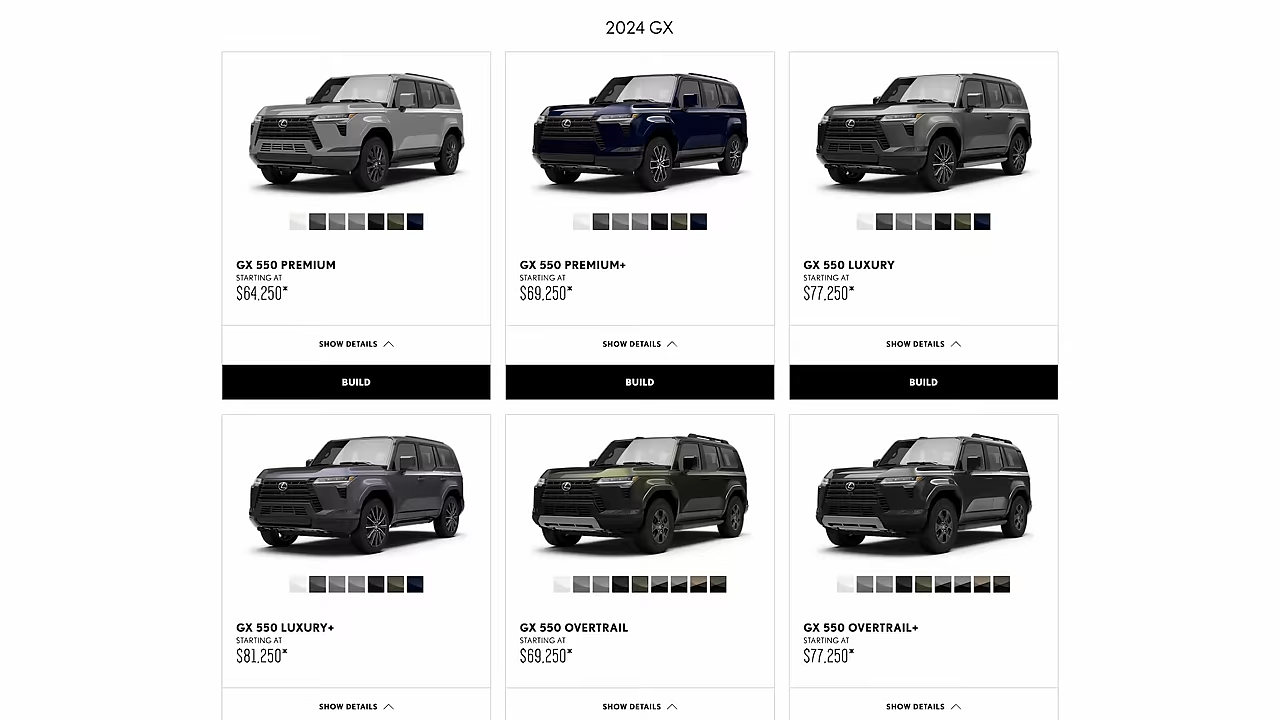 2024 GX
GX 550 PREMIUM
STARTING AT
$64,250*
SHOW DETAILS
BUILD
GX 550 PREMIUM+
STARTING AT
$69,250*
SHOW DETAILS
BUILD
GX 550 LUXURY
STARTING AT
$77,250*
SHOW DETAILS
BUILD
GX 550 LUXURY+
STARTING AT
$81,250*
SHOW DETAILS
GX 550 OVERTRAIL
STARTING AT
$69,250*
SHOW DETAILS
GX 550 OVERTRAIL+
STARTING AT
$77,250*
SHOW DETAILS